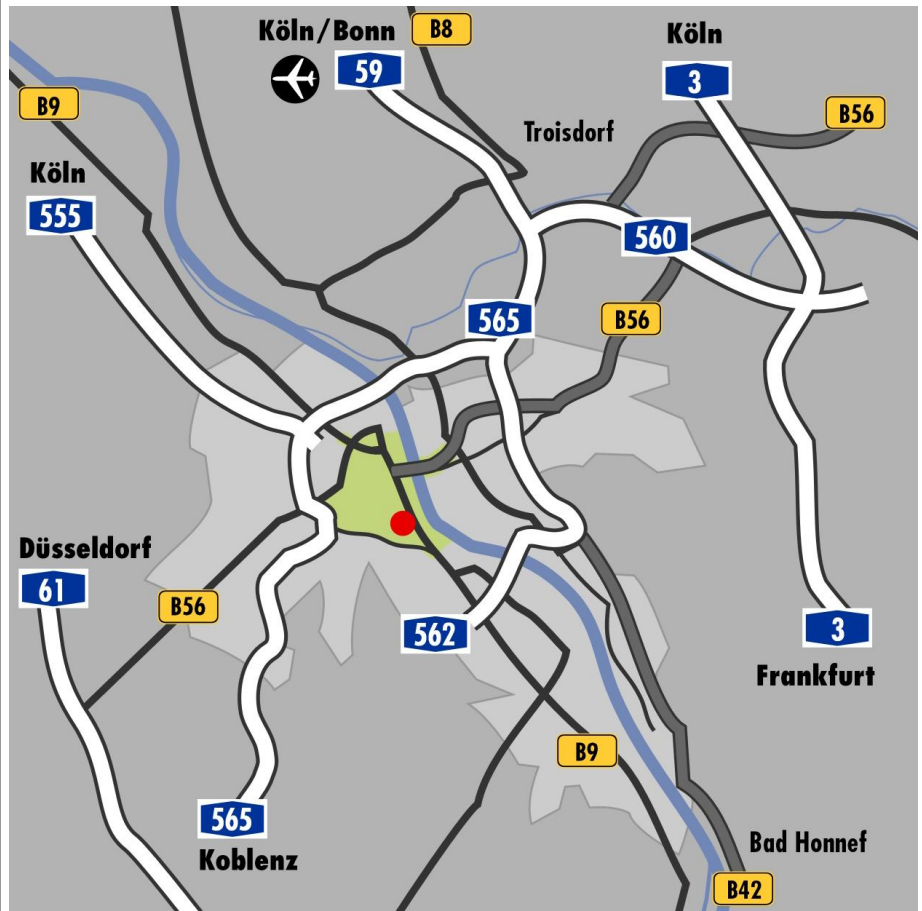 Köln/Bonn
B8
Köln
59
3
B9
B56
Troisdorf
Köln
555
560
565
B56
Düsseldorf
61
B56
562
3
Frankfurt
B9
565
Koblenz
Bad Honnef
B42